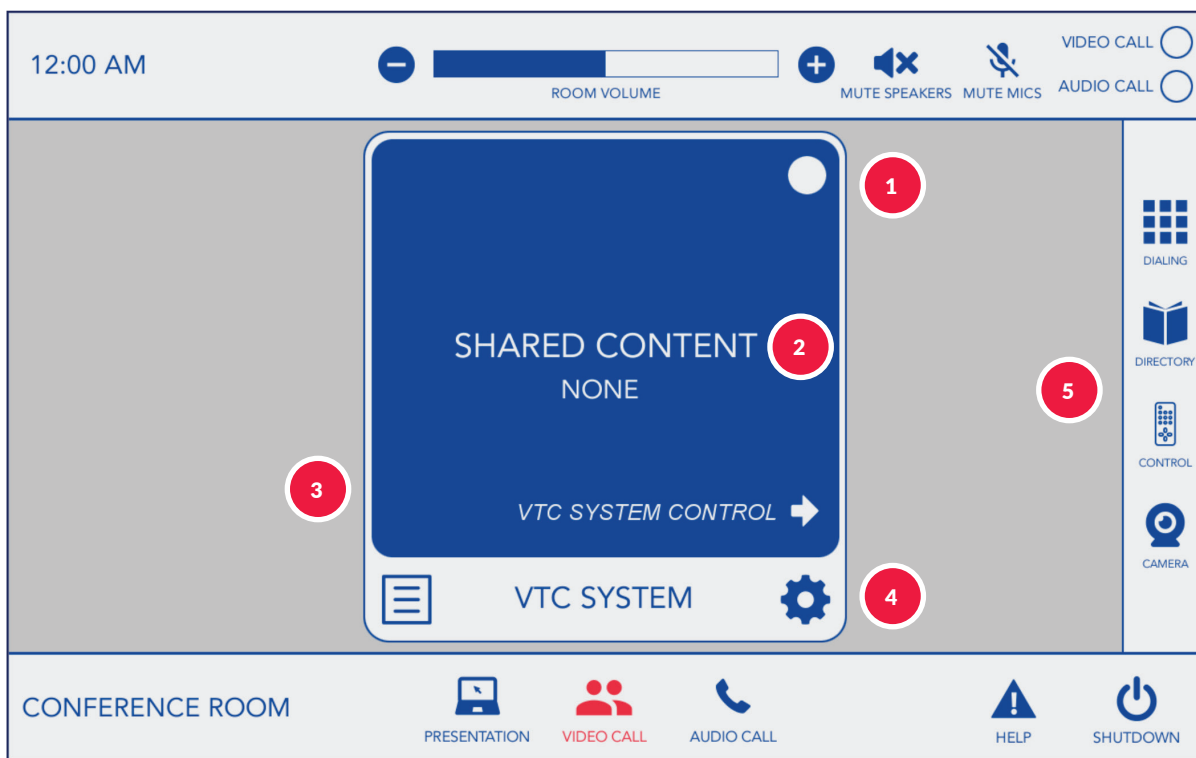 12:00 AM
ROOM VOLUME
MUTE SPEAKERS
MUTE MICS
VIDEO CALL
AUDIO CALL
1
SHARED CONTENT
2
NONE
3
VTC SYSTEM CONTROL
VTC SYSTEM
4
5
DIALING
DIRECTORY
CONTROL
CAMERA
CONFERENCE ROOM
PRESENTATION
VIDEO CALL
AUDIO CALL
HELP
SHUTDOWN